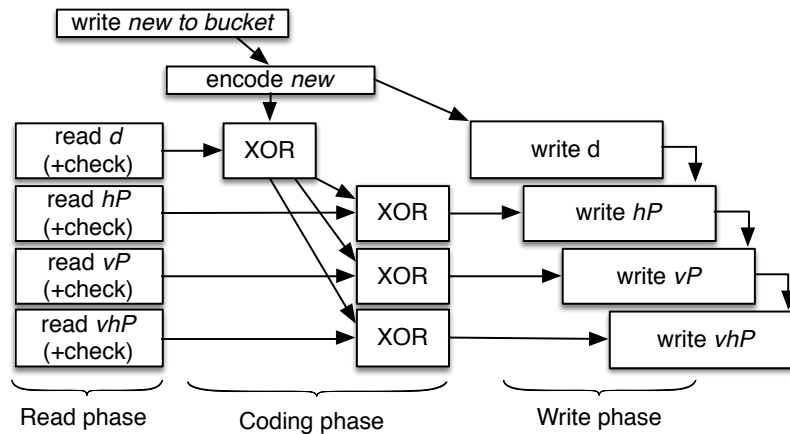 write new to bucket
encode new
read d
(+check)
XOR
write d
read hP
(+check)
XOR
write hP
read vP
(+check)
XOR
write vP
read vhP
(+check)
XOR
write vhP
Read phase
Coding phase
Write phase